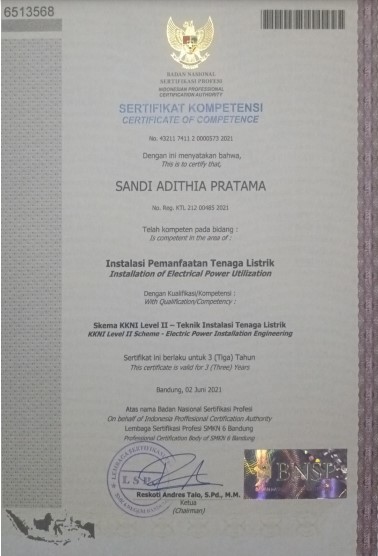 6513568
BADAN NASIONAL
SERTIFIKASI PROFESI
INDONESIAN PROFESSIONAL
CERTIFICATION AUTHORITY
SERTIFIKAT KOMPETENSI
CERTIFICATE OF COMPETENCE
No. 43211 7411 2 0000573 2021
Dengan ini menyatakan bahwa,
This is to certify that,
SANDI ADITHIA PRATAMA
No. Reg. KTL 212 00485 2021
Telah kompeten pada bidang :
Is competent in the area of :
Instalasi Pemanfaatan Tenaga Listrik
Installation of Electrical Power Utilization
Dengan Kualifikasi/Kompetensi :
With Qualification/Competency :
Skema KKNI Level II – Teknik Instalasi Tenaga Listrik
KKNI Level II Scheme - Electric Power Installation Engineering
Sertifikat ini berlaku untuk 3 (Tiga) Tahun
This certificate is valid for 3 (Three) Years
Bandung, 02 Juni 2021
Atas nama Badan Nasional Sertifikasi Profesi
On behalf of Indonesia Proffesional Certification Authority
Lembaga Sertifikasi Profesi SMKN 6 Bandung
Professional Certification Body of SMKN 6 Bandung
LSP
BNSP
Reskoti Andres Talo, S.Pd., M.M.
Ketua
(Chairman)